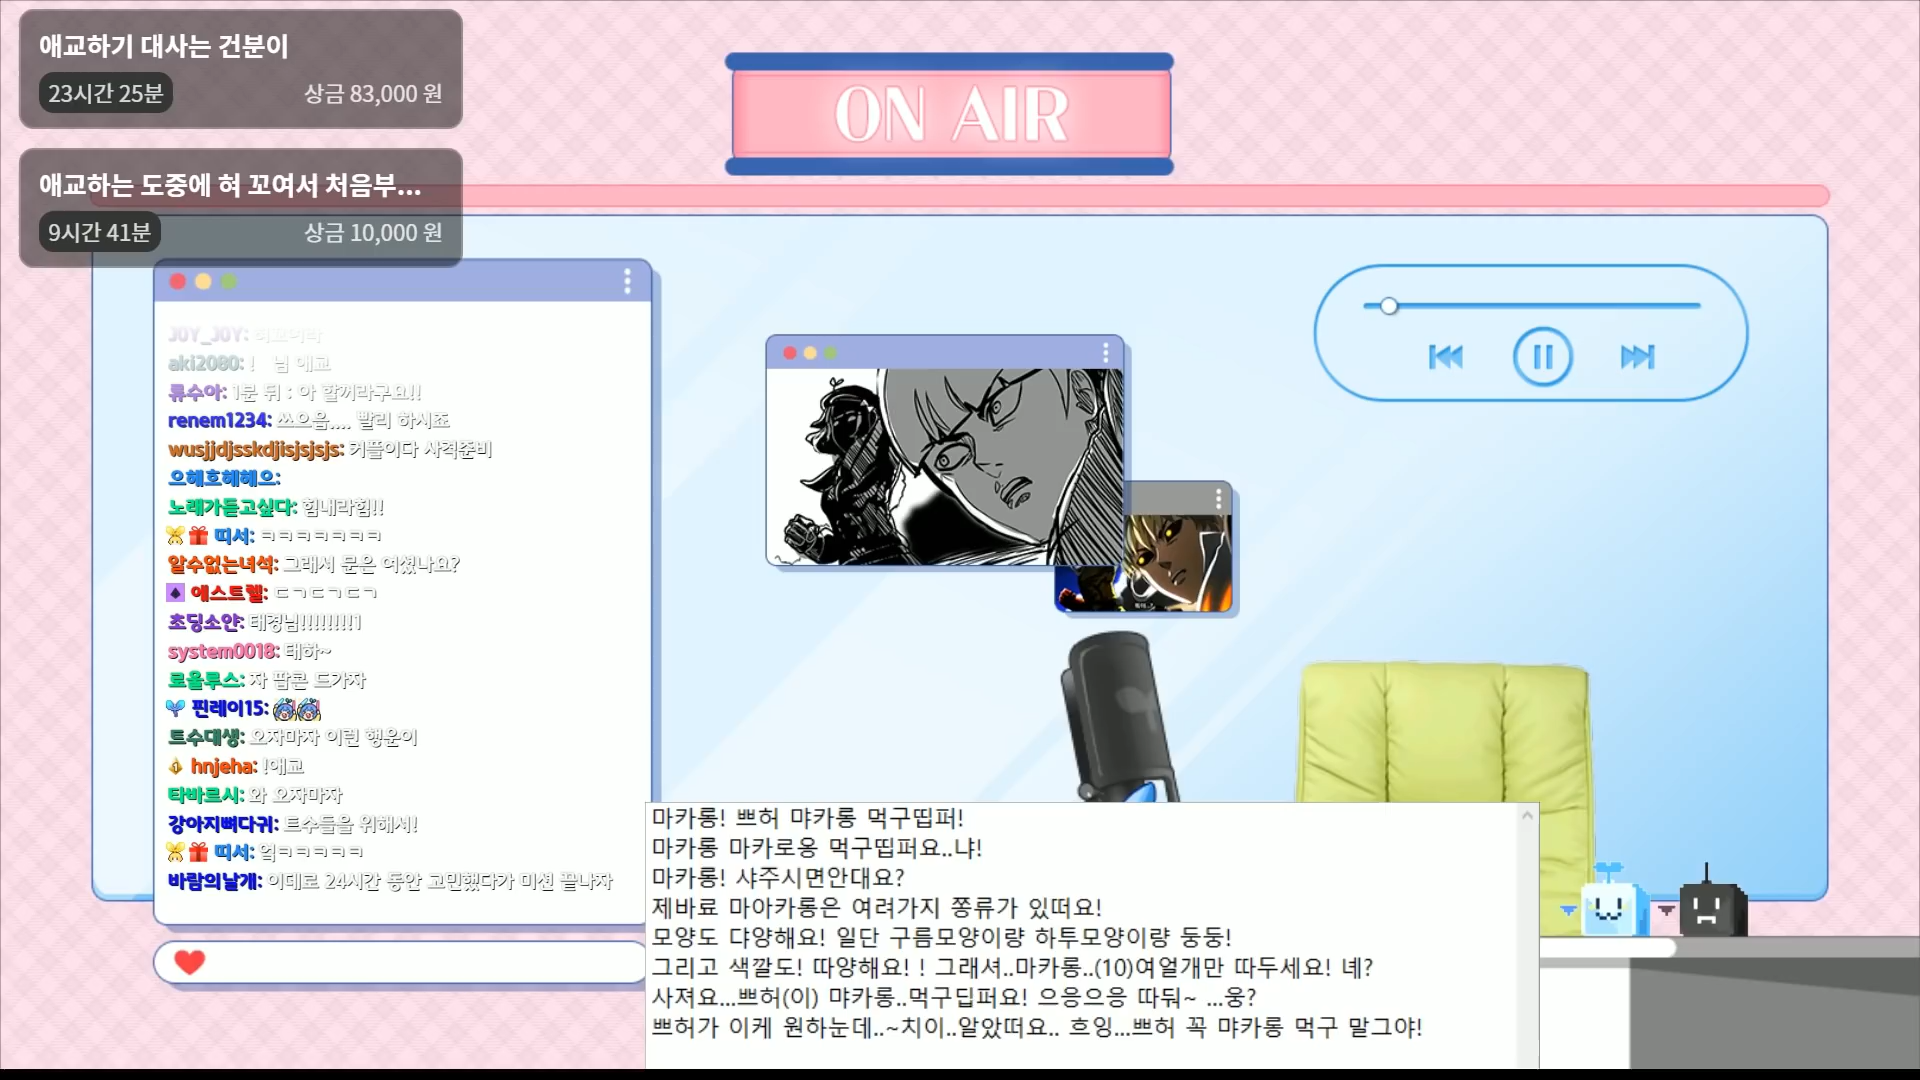 애교하기 대사는 건분이
23시간 25분 상금 83,000 원
애교하는 도중에 혀 꼬여서 처음부...
9시간 41분 상금 10,000 원
ON AIR
JOY_JOY: 혀꼬여라
aki2080: ! 님 애교
류수아: 1분 뒤 : 아 할꺼라구요!!
renem1234: 쓰으읍.... 빨리 하시죠
wusjjdjsskdjisjsjsjs: 커플이다 사격준비
으헤흐헤헤으:
노래가듣고싶다: 힘내라힘!!
띠서: ㅋㅋㅋㅋㅋㅋㅋ
알수없는녀석: 그래서 문은 여셨나요?
에스트렐: ㄷㄱㄷㄱㄷㄱ
초딩소얀: 태경님!!!!!!!!1
system0018: 태하~
로울루스: 자 팝콘 드가자
핀레이15:
트수대생: 오자마자 이런 행운이
hnjeha: !애교
타바르시: 와 오자마자
강아지뼈다귀: 트수들을 위해서!
띠서: 업ㅋㅋㅋㅋㅋ
바람의날개: 이데로 24시간 동안 고민했다가 미션 끝나자
마카롱! 쁘허 먀카롱 먹구띱퍼!
마카롱 마카로옹 먹구띱퍼요..냐!
마카롱! 샤주시면안대요?
제바료 마아카롱은 여려가지 쫑류가 있떠요!
모양도 댜양해요! 일단 구름모양이량 하투모양이량 둥둥!
그리고 색깔도! 따양해요! ! 그래셔..마카롱..(10)여얼개만 따두세요! 녜?
사져요...쁘허(이) 먀카롱..먹구딥퍼요! 으응으응 따둬~ ...웅?
쁘허가 이케 원하눈데..~치이..알았떠요.. 흐잉...쁘허 꼭 먀카롱 먹구 말그야!